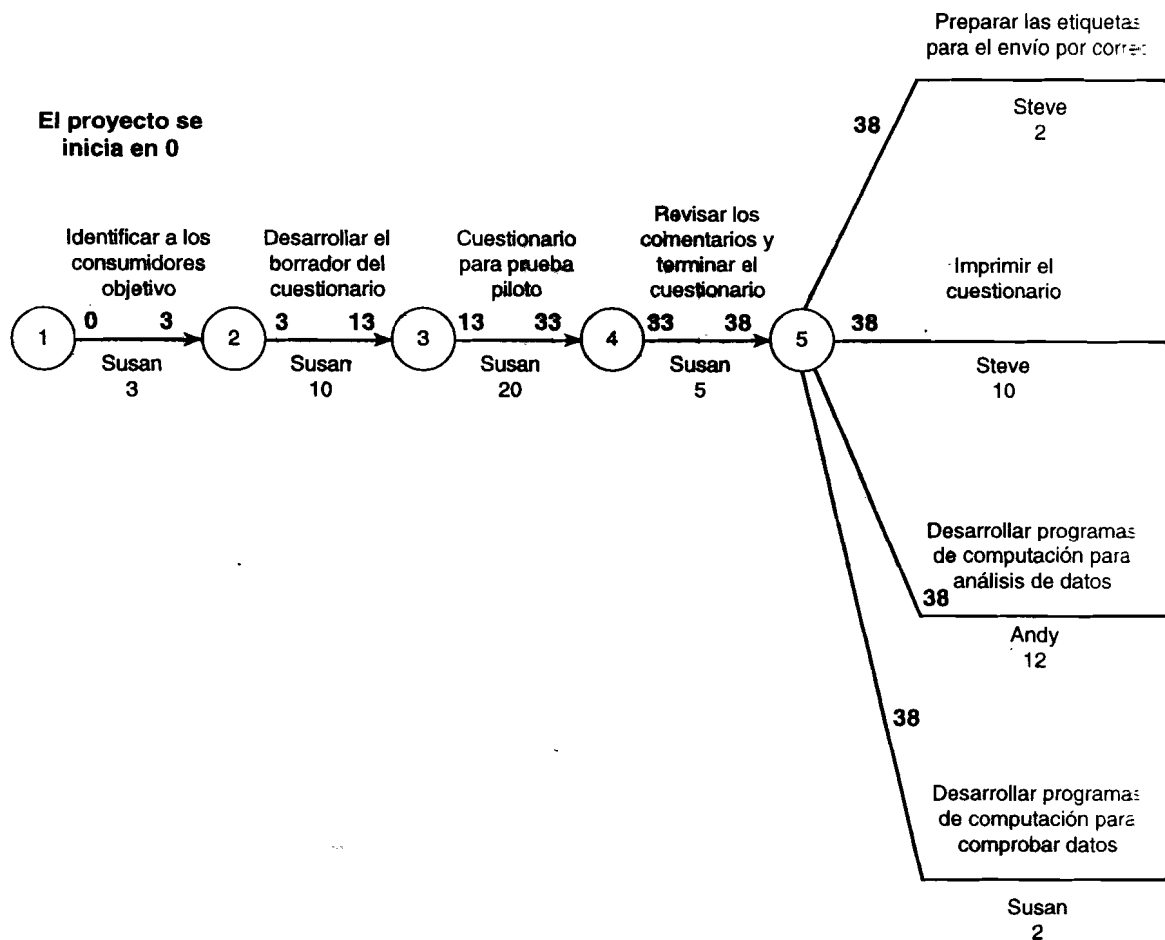 Preparar las etiquetas
para el envío por
Steve
2
38
El proyecto se
inicia en 0
Identificar a los
consumidores
objetivo
1
0 3
Susan
3
Desarrollar el
borrador del
cuestionario
2
3 13
Susan
10
Cuestionario
para prueba
piloto
3
13 33
Susan
20
Revisar los
comentarios y
terminar el
cuestionario
4
33 38
Susan
5
5
Imprimir el
cuestionario
38
Steve
10
Desarrollar programas
de computación para
análisis de datos
38
Andy
12
38
Desarrollar programas
de computación para
comprobar datos
Susan
2